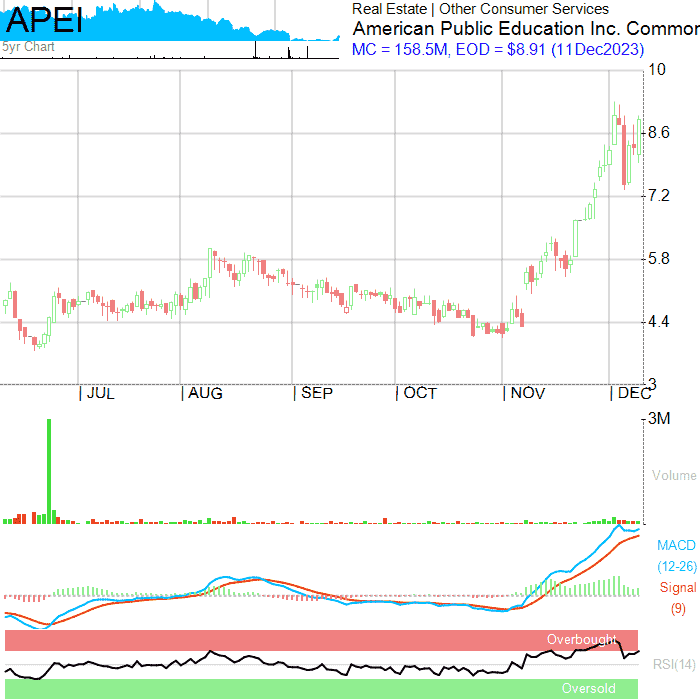 APEI
5yr Chart
Real Estate | Other Consumer Services
American Public Education Inc. Common
MC = 158.5M, EOD = $8.91 (11Dec2023)
10
8.6
7.2
5.8
4.4
3
JUL
AUG
SEP
OCT
NOV
DEC
3M
Volume
MACD
(12-26)
Signal
(9)
Overbought
RSI(14)
Oversold